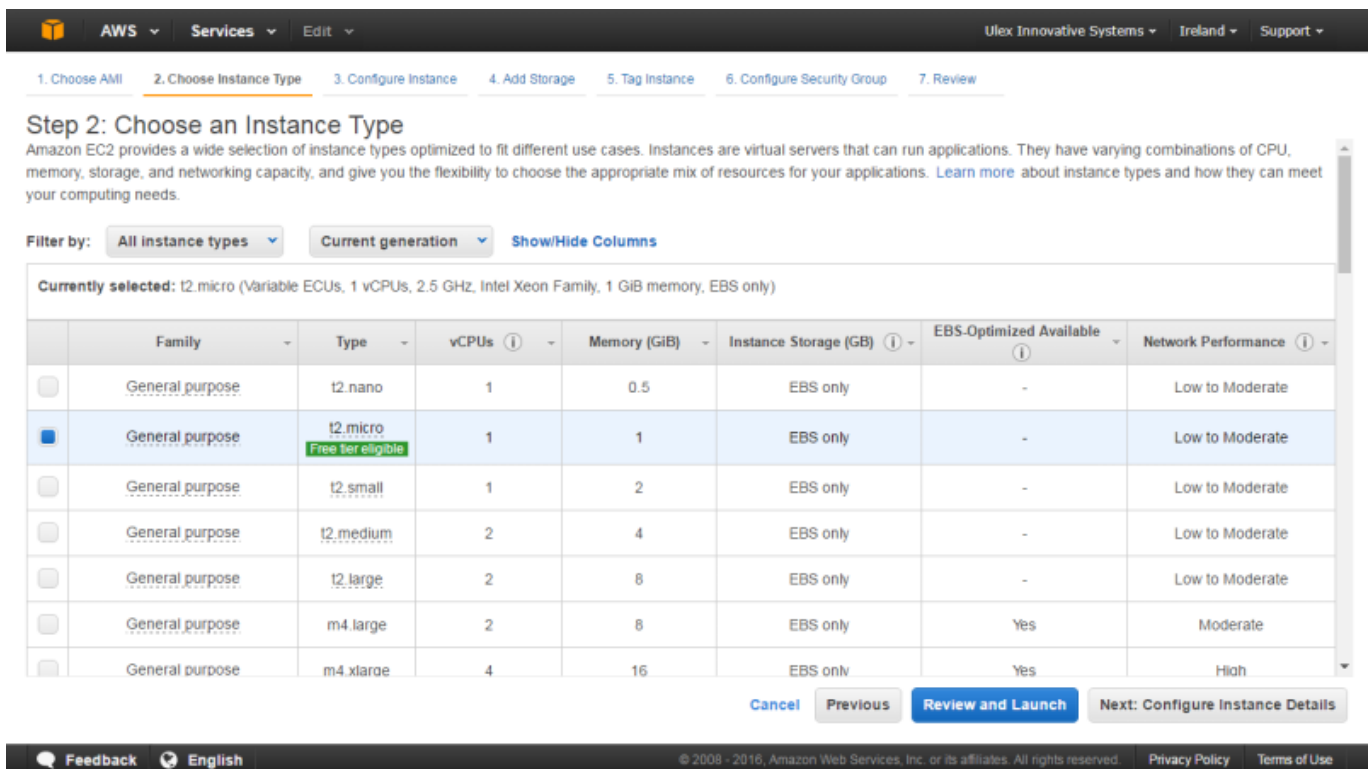 AWS Services Edit Ulex Innovative Systems Ireland Support
1. Choose AMI 2. Choose Instance Type 3. Configure Instance 4. Add Storage 5. Tag Instance 6. Configure Security Group 7. Review
Step 2: Choose an Instance Type
Amazon EC2 provides a wide selection of instance types optimized to fit different use cases. Instances are virtual servers that can run applications. They have varying combinations of CPU,
memory, storage, and networking capacity, and give you the flexibility to choose the appropriate mix of resources for your applications. Learn more about instance types and how they can meet
your computing needs.
Filter by: All instance types Current generation Show/Hide Columns
Currently selected: t2.micro (Variable ECUs, 1 vCPUs, 2.5 GHz, Intel Xeon Family, 1 GiB memory, EBS only)
Family Type vCPUs i Memory (GiB) Instance Storage (GB) i EBS-Optimized Available i Network Performance i
General purpose t2.nano 1 0.5 EBS only - Low to Moderate
General purpose t2.micro Free tier eligible 1 1 EBS only - Low to Moderate
General purpose t2.small 1 2 EBS only - Low to Moderate
General purpose t2.medium 2 4 EBS only - Low to Moderate
General purpose t2.large 2 8 EBS only - Low to Moderate
General purpose m4.large 2 8 EBS only Yes Moderate
General purpose m4.xlarge 4 16 EBS only Yes High
Cancel Previous Review and Launch Next: Configure Instance Details
Feedback English © 2008 - 2016, Amazon Web Services, Inc. or its affiliates. All rights reserved. Privacy Policy Terms of Use